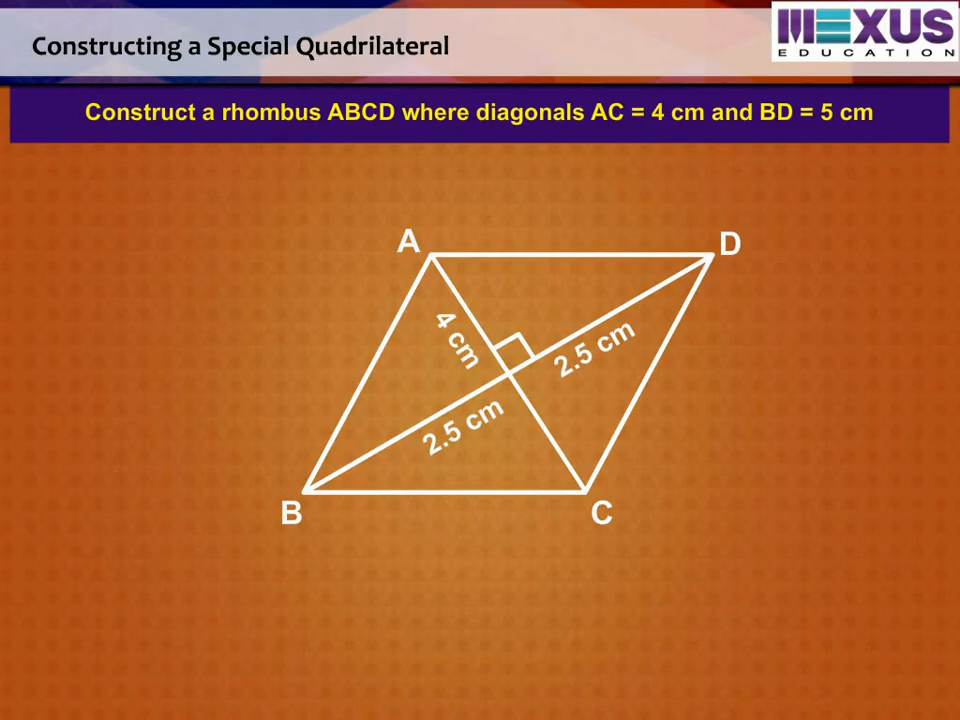 Constructing a Special Quadrilateral
MEXUS
EDUCATION
Construct a rhombus ABCD where diagonals AC = 4 cm and BD = 5 cm
A
D
4 cm
2.5 cm
2.5 cm
B
C